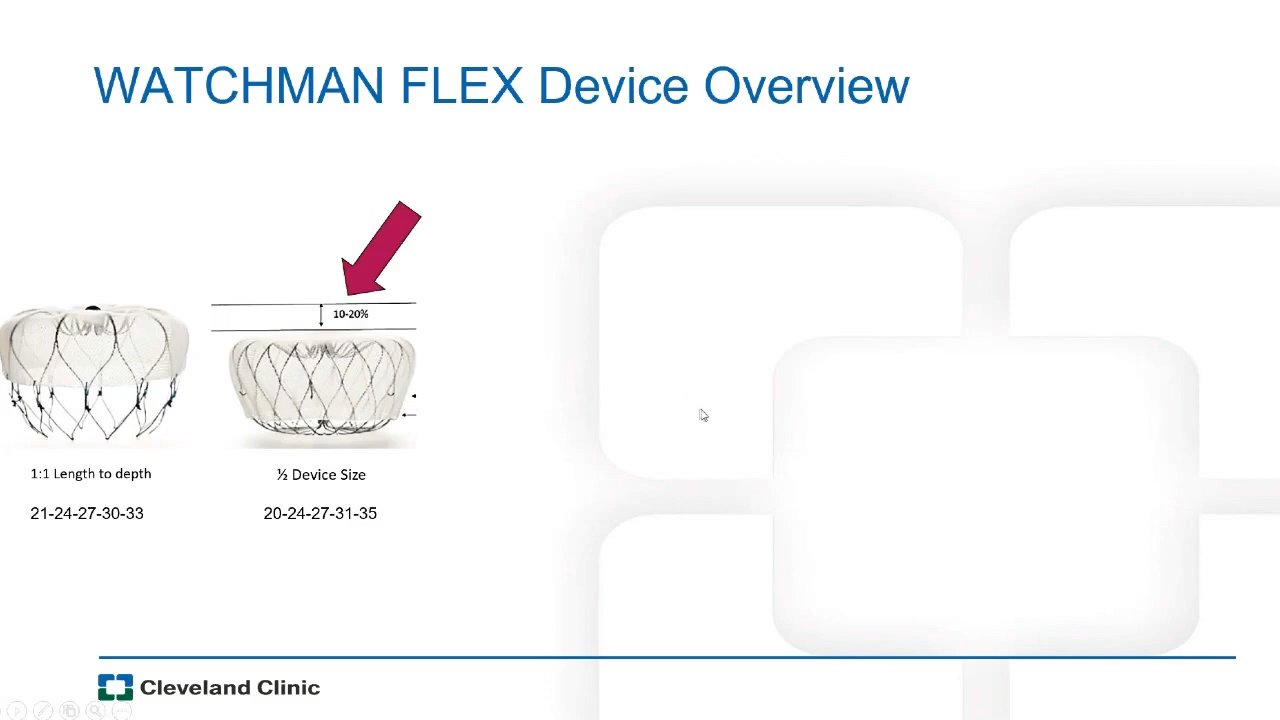 WATCHMAN FLEX Device Overview
10-20%
1:1 Length to depth
½ Device Size
21-24-27-30-33
20-24-27-31-35
Cleveland Clinic